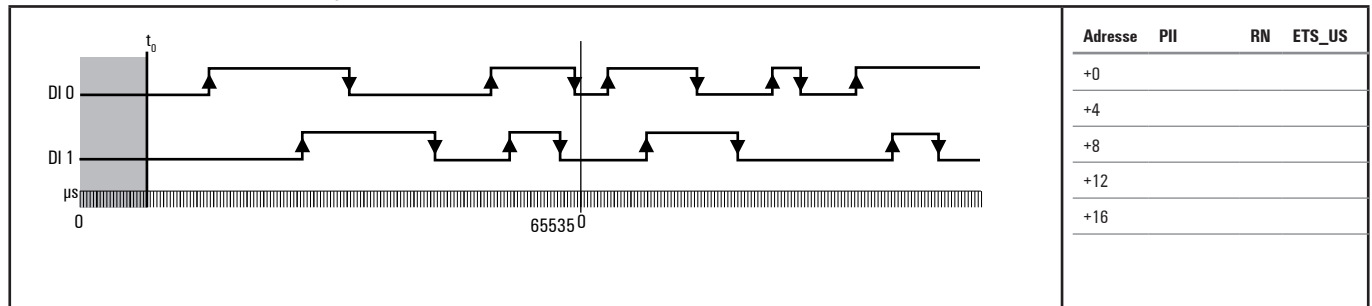 t0
DI 0
DI 1
µs
0
65535 0
Adresse PII RN ETS_US
+0
+4
+8
+12
+16